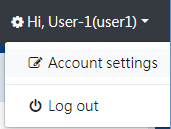 Hi, User-1(user1)
Account settings
Log out